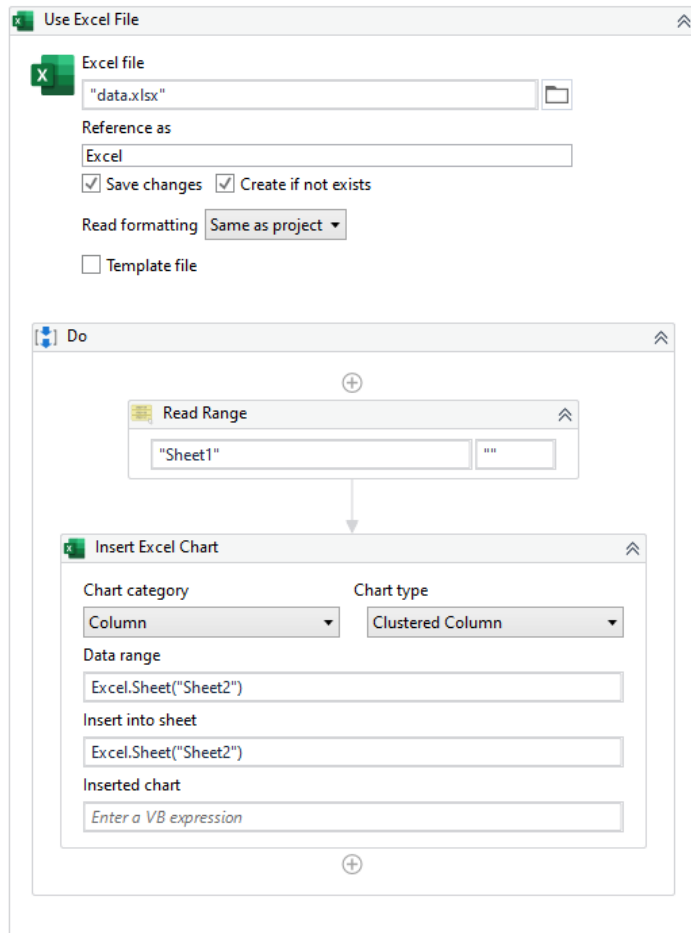 Use Excel File
Excel file
"data.xlsx"
Reference as
Excel
Save changes Create if not exists
Read formatting Same as project
Template file
Do
Read Range
"Sheet1" ""
Insert Excel Chart
Chart category Chart type
Column Clustered Column
Data range
Excel.Sheet("Sheet2")
Insert into sheet
Excel.Sheet("Sheet2")
Inserted chart
Enter a VB expression